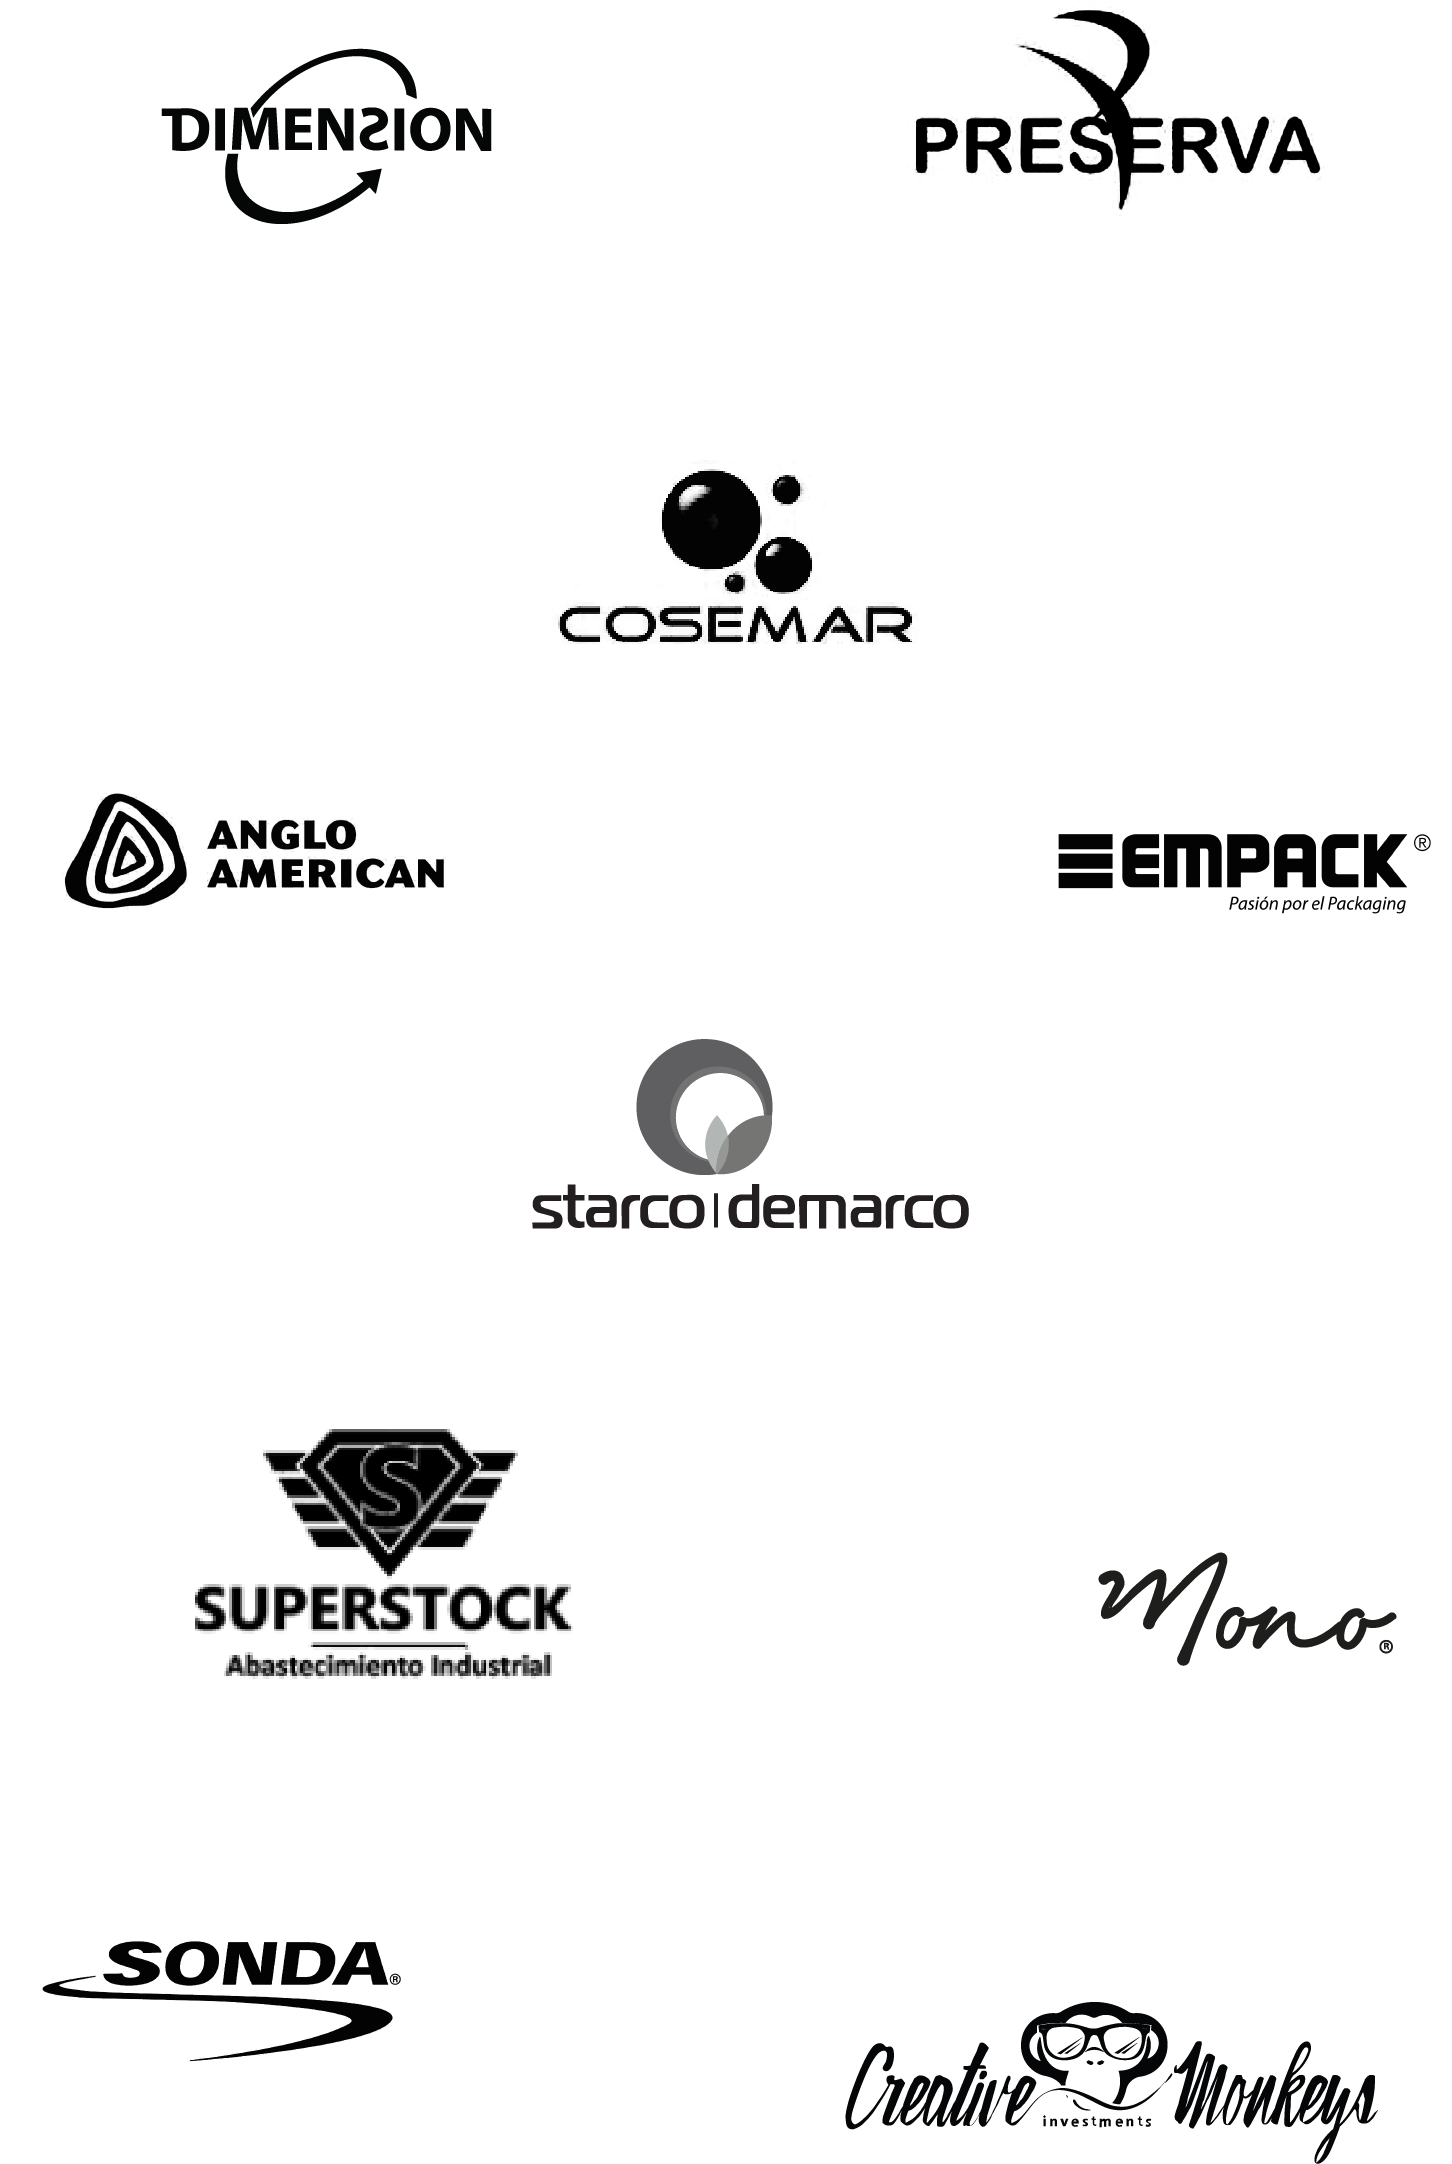 DIMENSION
PRESERVA
COSEMAR
ANGLO
AMERICAN
EMPACK®
Pasión por el Packaging
starco|demarco
S
SUPERSTOCK
Abastecimiento Industrial
Mono®
SONDA®
Creative Monkeys
investments